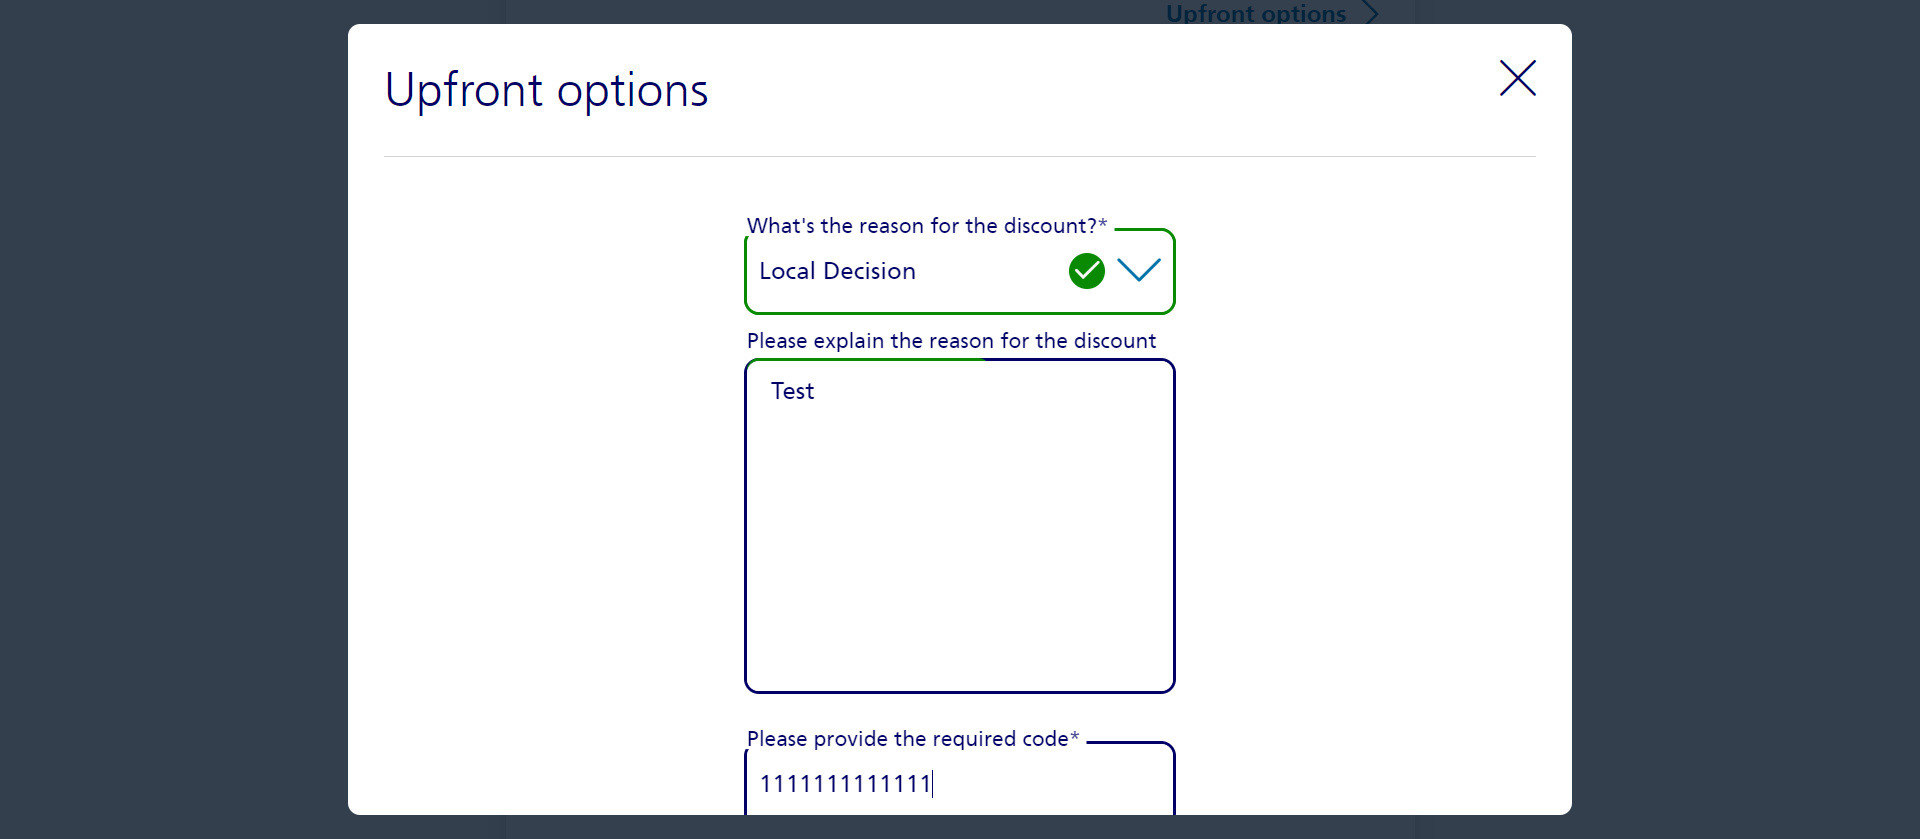 Upfront options
Upfront options
What's the reason for the discount?*
Local Decision
Please explain the reason for the discount
Test
Please provide the required code*
1111111111111